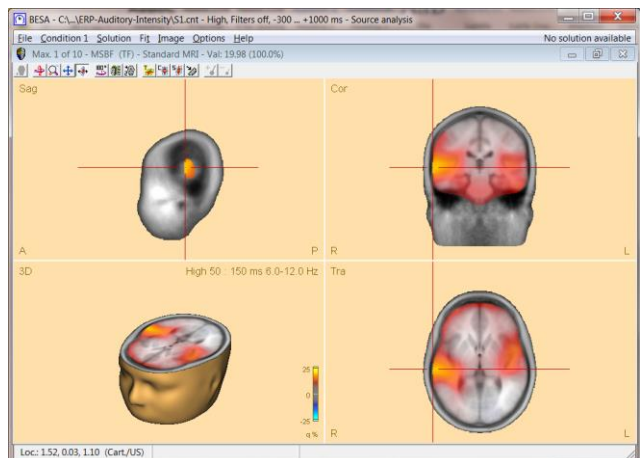 BESA - C:\...\ERP-Auditory-Intensity\S1.cnt - High, Filters off, -300 ... +1000 ms - Source analysis
File Condition 1 Solution Fit Image Options Help No solution available
Max. 1 of 10 - MSBF (TF) - Standard MRI - Val: 19.98 (100.0%)
Sag
Cor
A P
R L
3D High 50 : 150 ms 6.0-12.0 Hz
Tra
25
0
-25
q %
R L
Loc.: 1.52, 0.03, 1.10 (Cart./US)